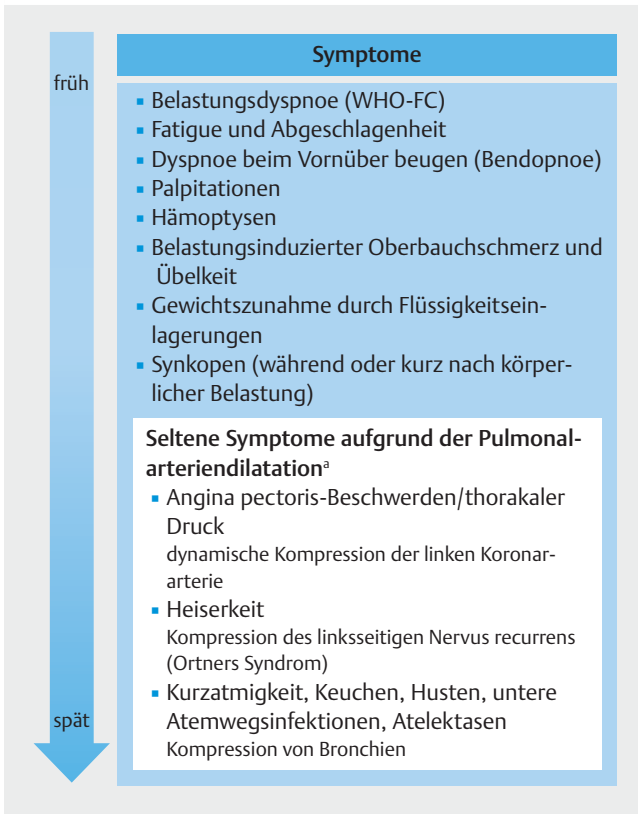 Symptome
früh
▪ Belastungsdyspnoe (WHO-FC)
▪ Fatigue und Abgeschlagenheit
▪ Dyspnoe beim Vornüber beugen (Bendopnoe)
▪ Palpitationen
▪ Hämoptysen
▪ Belastungsinduzierter Oberbauchschmerz und
Übelkeit
▪ Gewichtszunahme durch Flüssigkeitsein-
lagerungen
▪ Synkopen (während oder kurz nach körper-
licher Belastung)
Seltene Symptome aufgrund der Pulmonal-
arteriendilatationᵃ
▪ Angina pectoris-Beschwerden/thorakaler
Druck
dynamische Kompression der linken Koronar-
arterie
▪ Heiserkeit
Kompression des linksseitigen Nervus recurrens
(Ortners Syndrom)
▪ Kurzatmigkeit, Keuchen, Husten, untere
Atemwegsinfektionen, Atelektasen
Kompression von Bronchien
spät